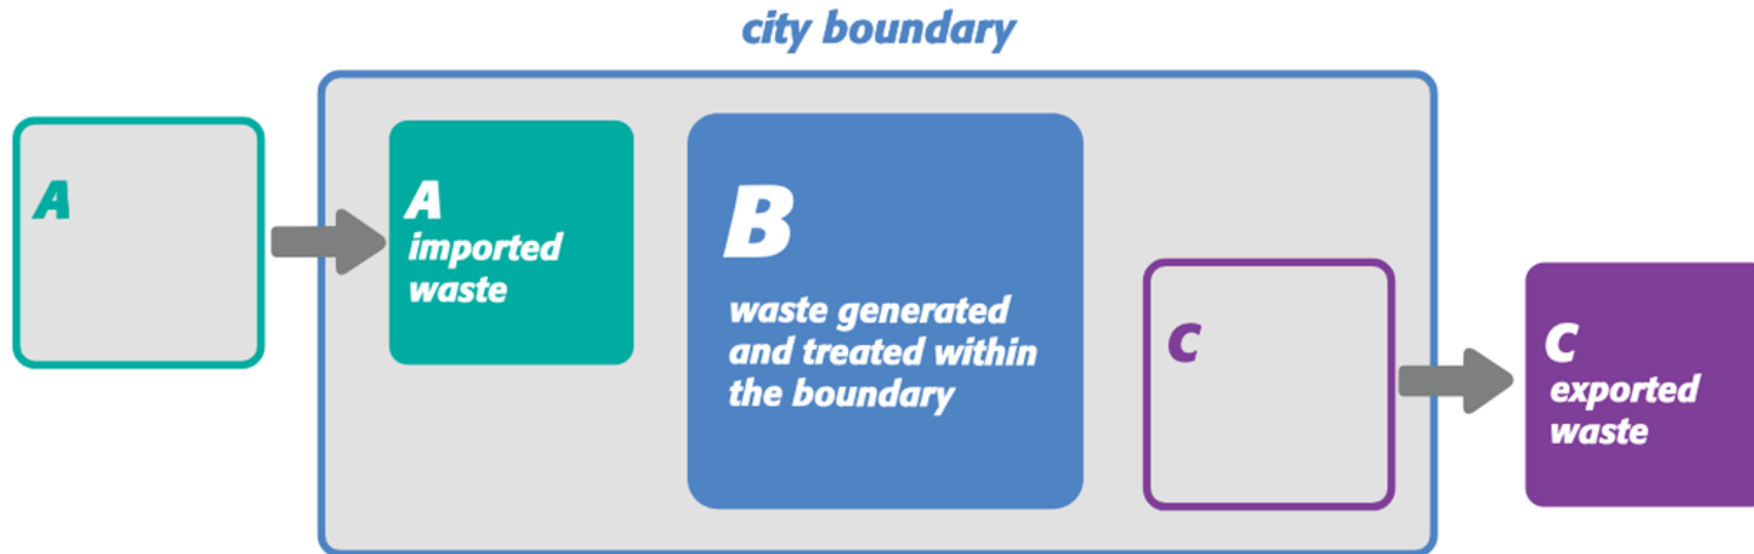 city boundary
A
A
imported
waste
B
waste generated
and treated within
the boundary
C
C
exported
waste